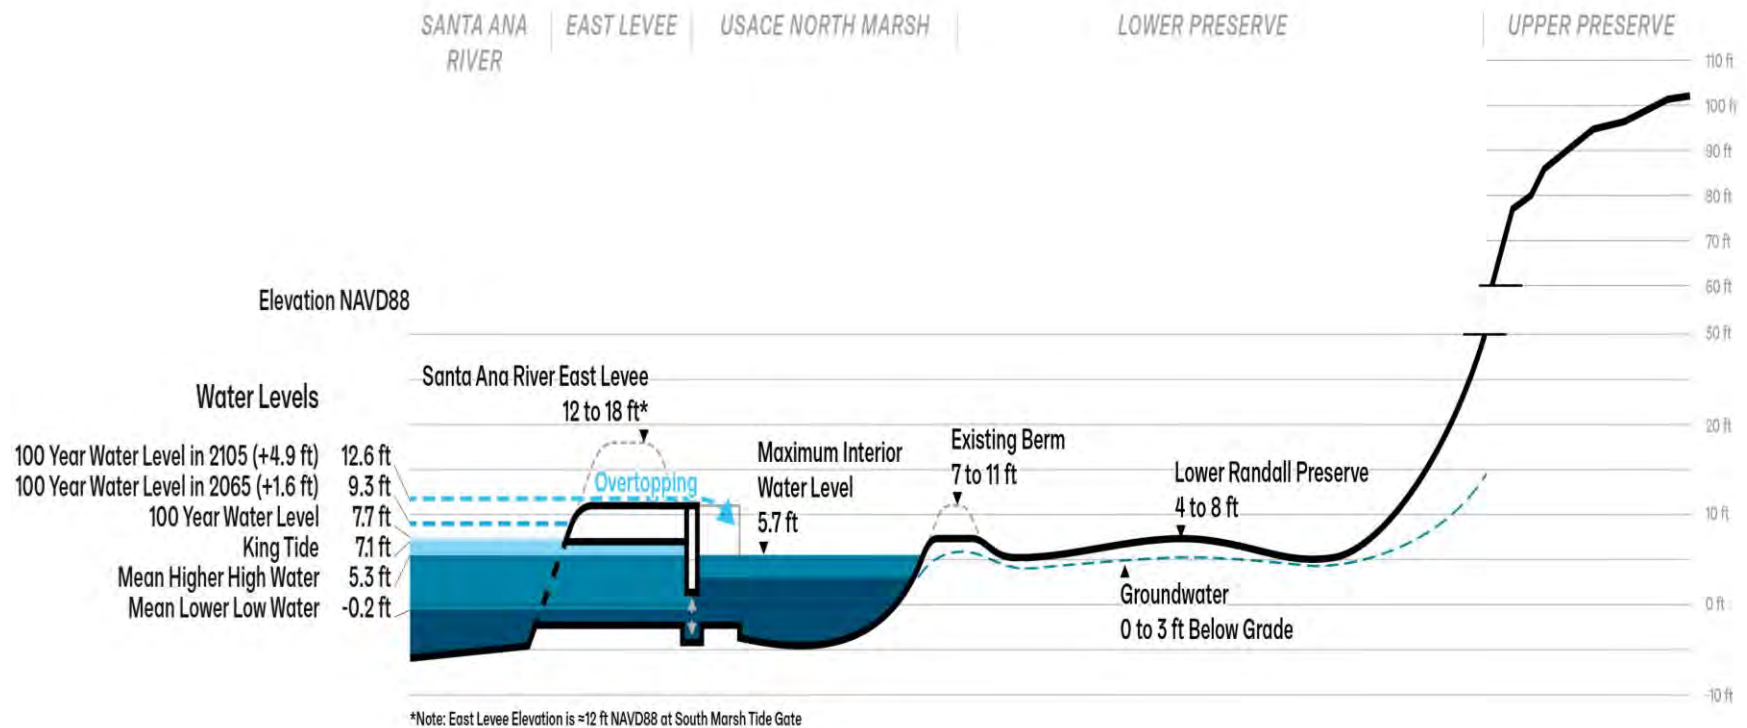 SANTA ANA
RIVER
EAST LEVEE
USACE NORTH MARSH
LOWER PRESERVE
UPPER PRESERVE
110 ft
100 ft
90 ft
80 ft
70 ft
60 ft
50 ft
20 ft
10 ft
0 ft
-10 ft
Elevation NAVD88
Water Levels
100 Year Water Level in 2105 (+4.9 ft) 12.6 ft
100 Year Water Level in 2065 (+1.6 ft) 9.3 ft
100 Year Water Level 7.7 ft
King Tide 7.1 ft
Mean Higher High Water 5.3 ft
Mean Lower Low Water -0.2 ft
Santa Ana River East Levee
12 to 18 ft*
Overtopping
Maximum Interior
Water Level
5.7 ft
Existing Berm
7 to 11 ft
Lower Randall Preserve
4 to 8 ft
Groundwater
0 to 3 ft Below Grade
*Note: East Levee Elevation is ≈12 ft NAVD88 at South Marsh Tide Gate